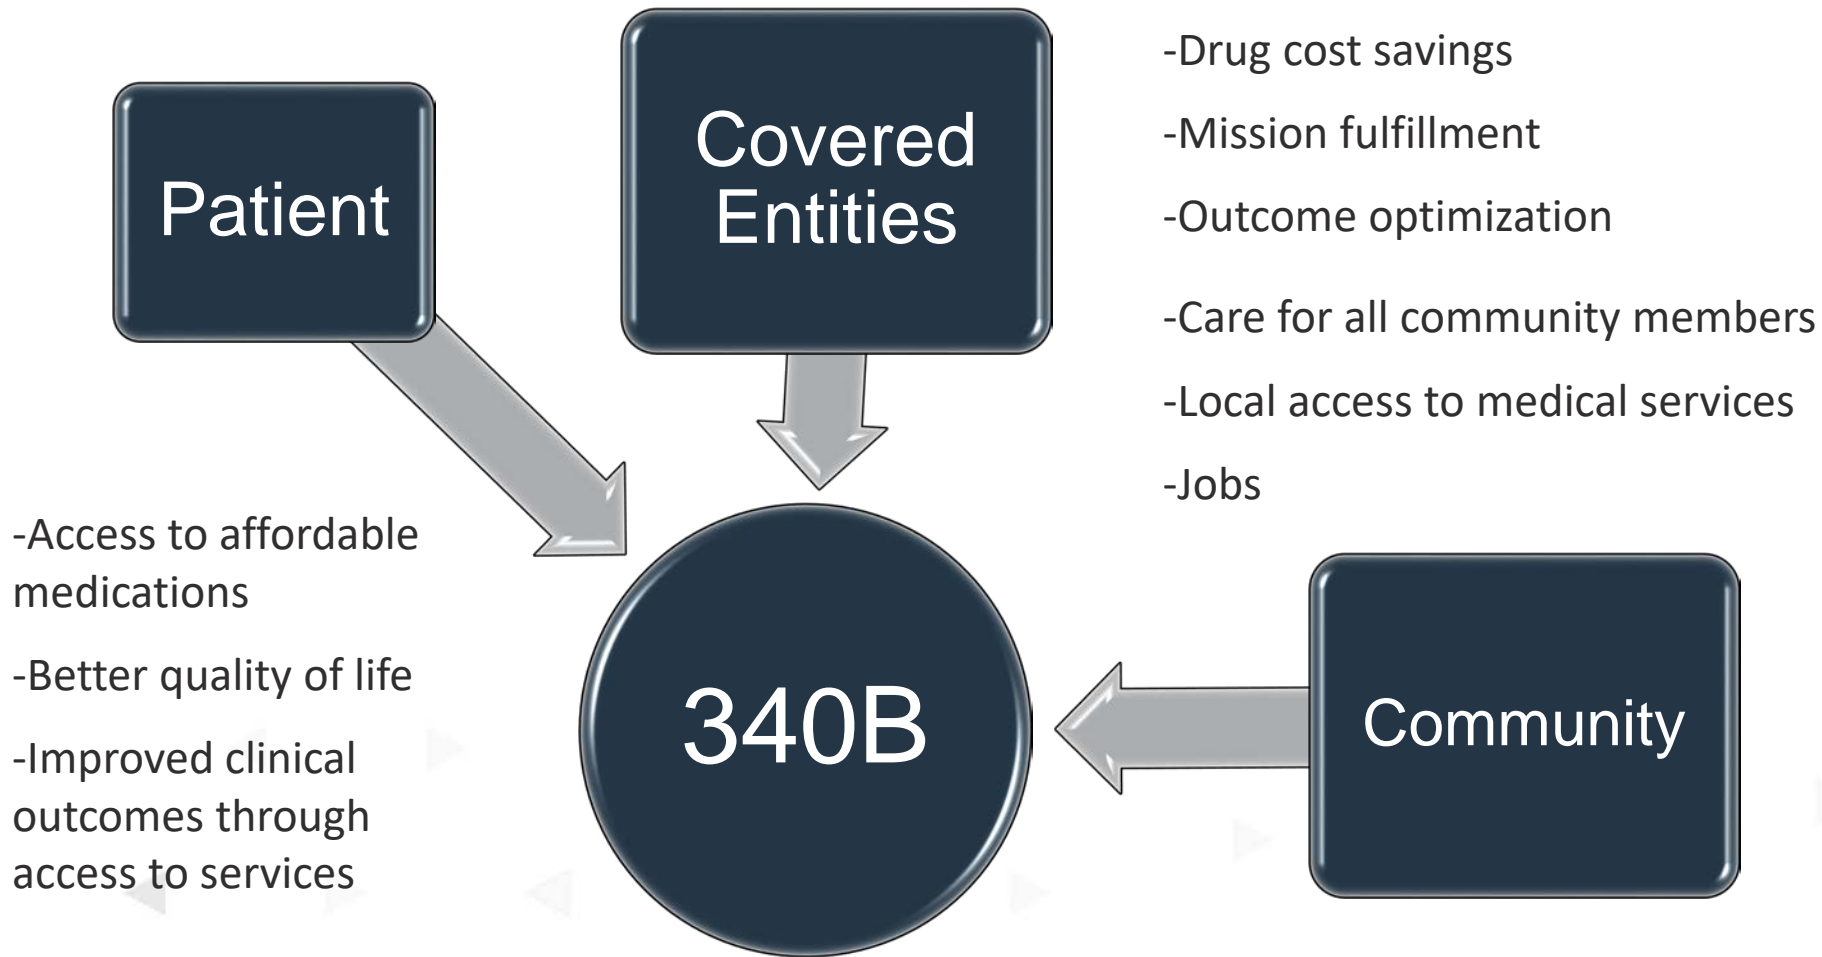 Patient
Covered
Entities
-Drug cost savings
-Mission fulfillment
-Outcome optimization
-Care for all community members
-Local access to medical services
-Jobs
-Access to affordable
medications
-Better quality of life
-Improved clinical
outcomes through
access to services
340B
Community